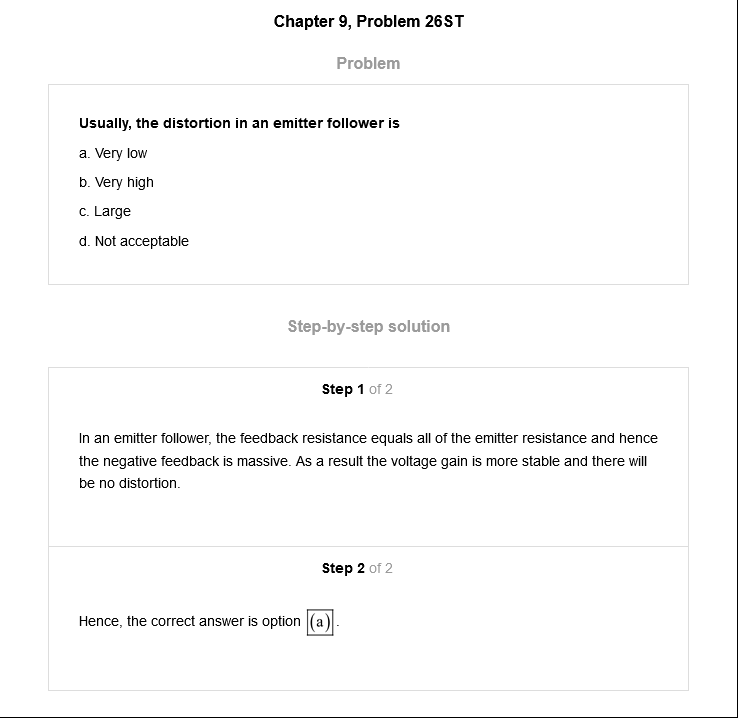 Chapter 9, Problem 26ST
Problem
Usually, the distortion in an emitter follower is
a. Very low
b. Very high
c. Large
d. Not acceptable
Step-by-step solution
Step 1 of 2
In an emitter follower, the feedback resistance equals all of the emitter resistance and hence
the negative feedback is massive. As a result the voltage gain is more stable and there will
be no distortion.
Step 2 of 2
Hence, the correct answer is option (a).